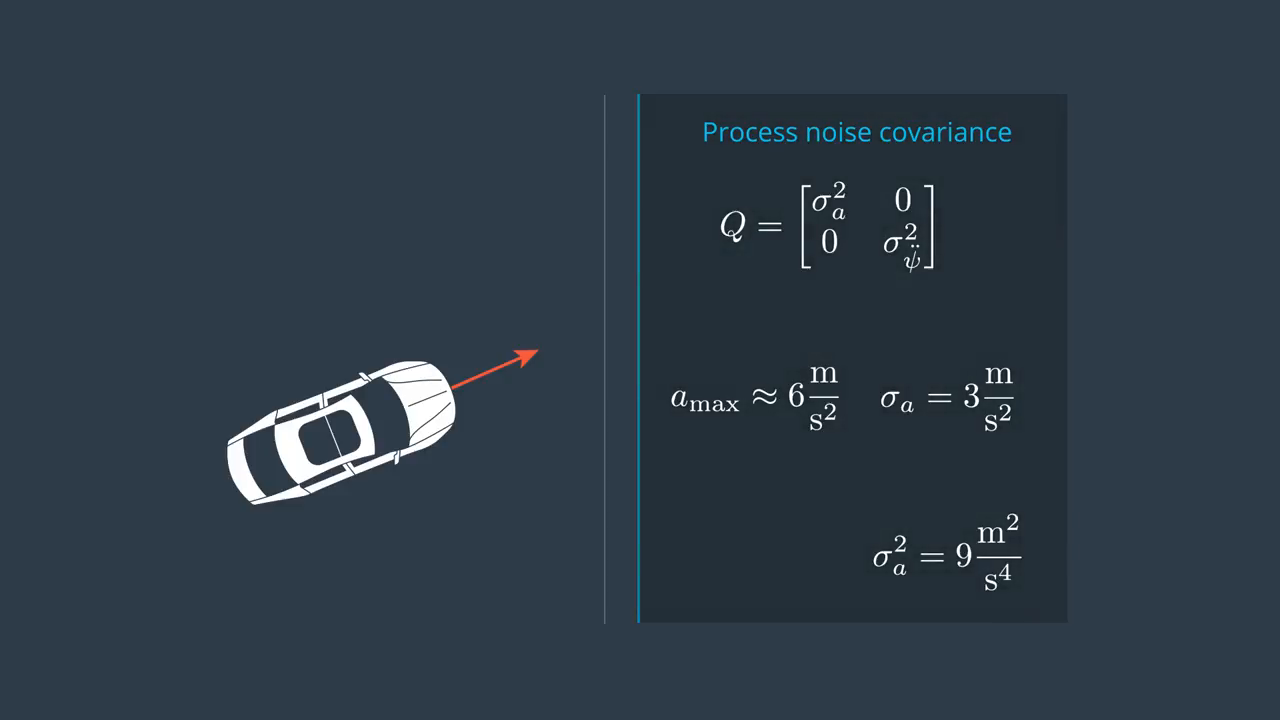 Process noise covariance
Q = [σ_a^2 0
0 σ_ψ̈^2]
a_max ≈ 6 m/s^2 σ_a = 3 m/s^2
σ_a^2 = 9 m^2/s^4